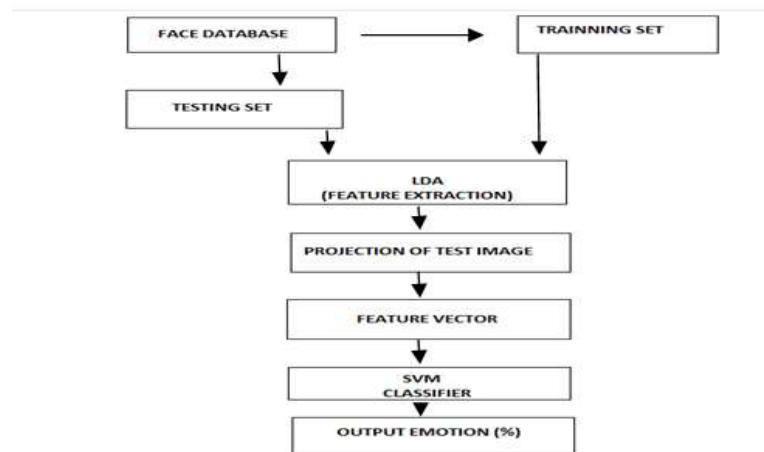 FACE DATABASE
TRAINNING SET
TESTING SET
LDA
(FEATURE EXTRACTION)
PROJECTION OF TEST IMAGE
FEATURE VECTOR
SVM
CLASSIFIER
OUTPUT EMOTION (%)